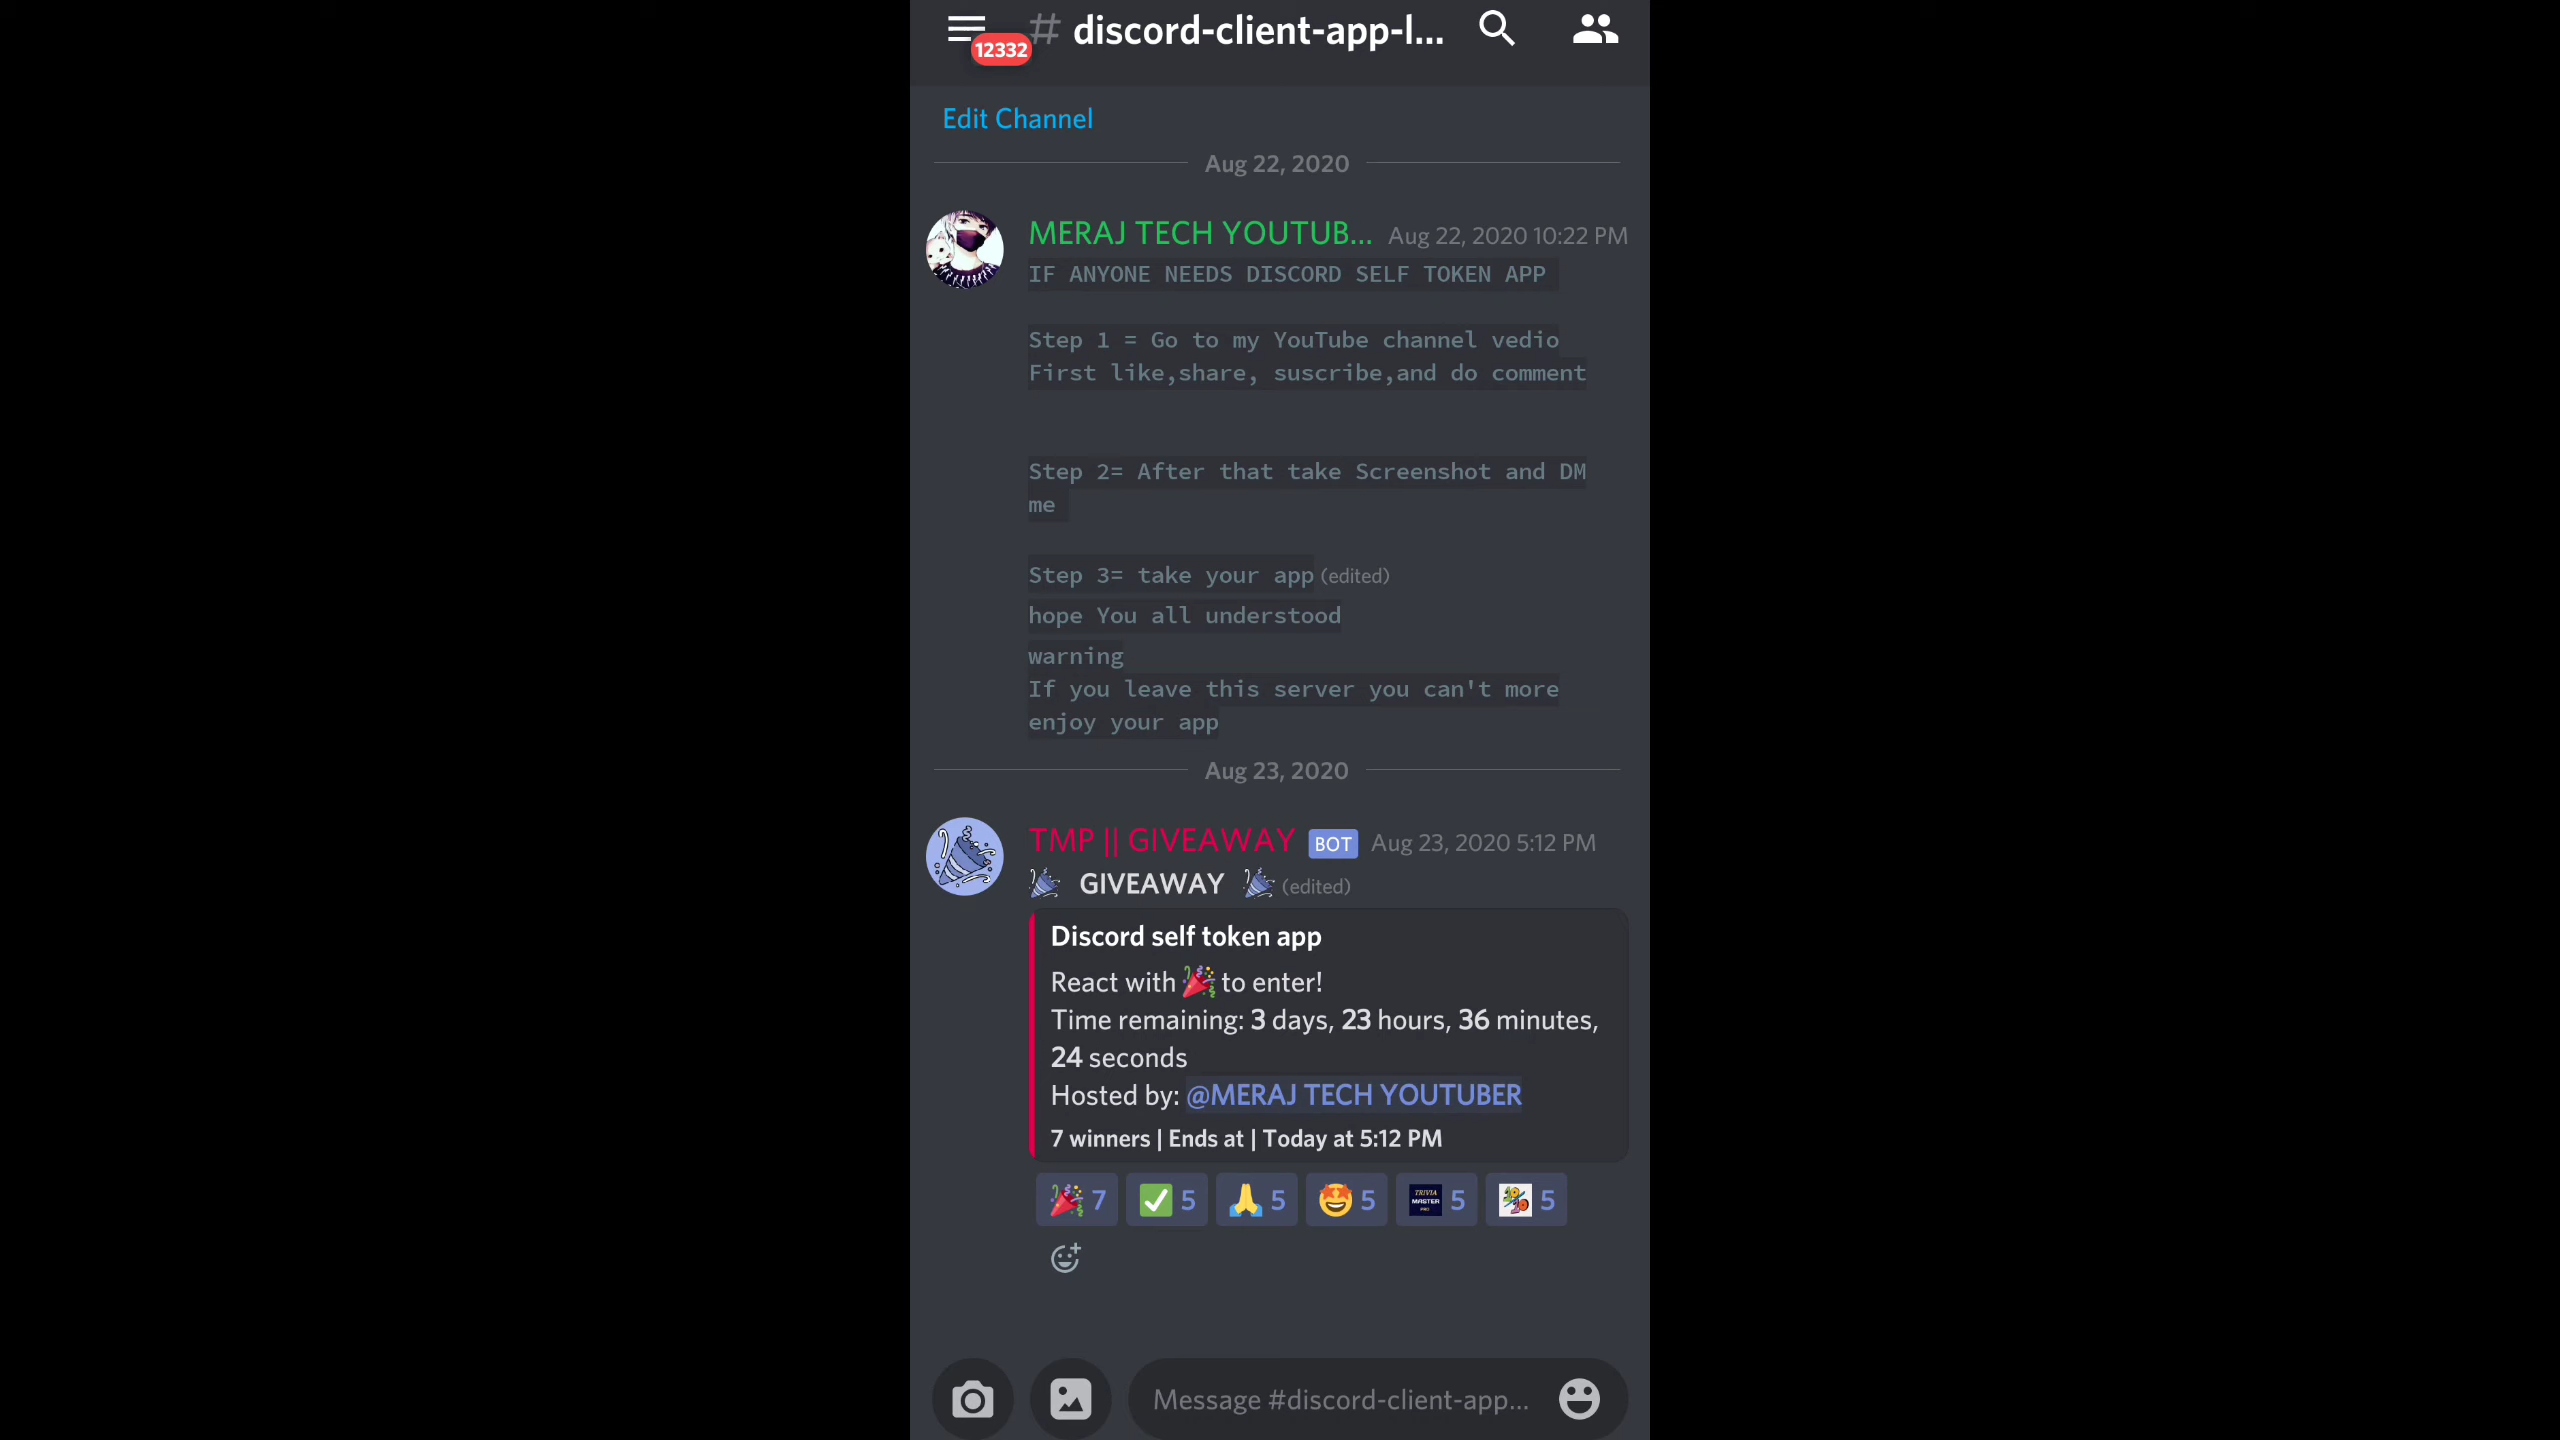 12332
# discord-client-app-l...
Edit Channel
Aug 22, 2020
MERAJ TECH YOUTUB... Aug 22, 2020 10:22 PM
IF ANYONE NEEDS DISCORD SELF TOKEN APP
Step 1 = Go to my YouTube channel vedio
First like,share, suscribe,and do comment
Step 2= After that take Screenshot and DM
me
Step 3= take your app (edited)
hope You all understood
warning
If you leave this server you can't more
enjoy your app
Aug 23, 2020
TMP || GIVEAWAY BOT Aug 23, 2020 5:12 PM
🎉 GIVEAWAY 🎉 (edited)
Discord self token app
React with 🎉 to enter!
Time remaining: 3 days, 23 hours, 36 minutes,
24 seconds
Hosted by: @MERAJ TECH YOUTUBER
7 winners | Ends at | Today at 5:12 PM
🎉 7 ✅ 5 🙏 5 🤩 5 TRIVIA MASTER PRO 5 20/20 5
Message #discord-client-app...